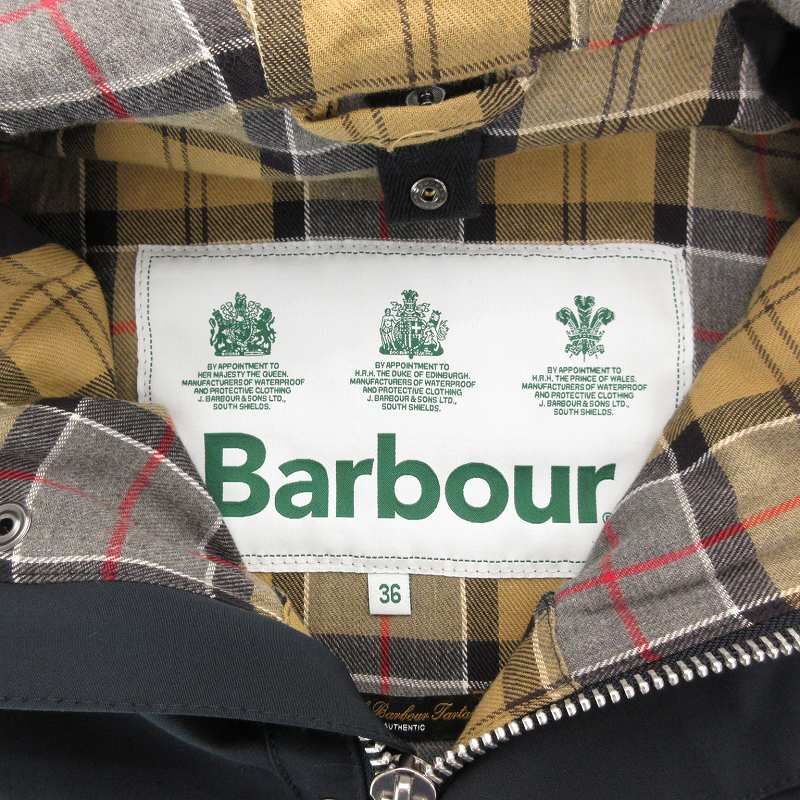 BY APPOINTMENT TO
HER MAJESTY THE QUEEN.
MANUFACTURERS OF WATERPROOF
AND PROTECTIVE CLOTHING
J. BARBOUR & SONS LTD.,
SOUTH SHIELDS.
BY APPOINTMENT TO
H.R.H. THE DUKE OF EDINBURGH.
MANUFACTURERS OF WATERPROOF
AND PROTECTIVE CLOTHING
J. BARBOUR & SONS LTD.,
SOUTH SHIELDS.
BY APPOINTMENT TO
H.R.H. THE PRINCE OF WALES.
MANUFACTURERS OF WATERPROOF
AND PROTECTIVE CLOTHING
J. BARBOUR & SONS LTD.,
SOUTH SHIELDS.
Barbour©
36
Barbour Tarta
AUTHENTIC